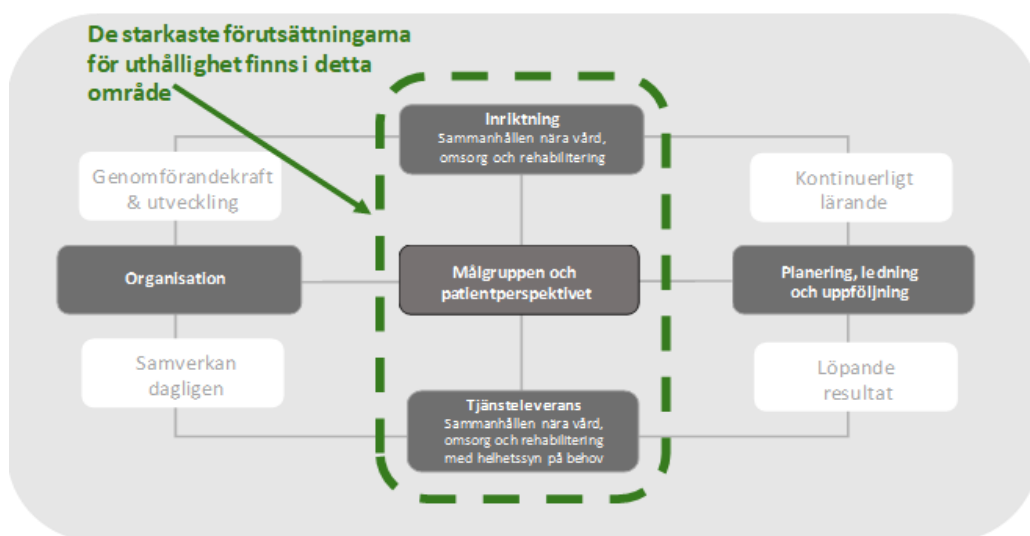 De starkaste förutsättningarna
för uthållighet finns i detta
område
Inriktning
Sammanhållen nära vård,
omsorg och rehabilitering
Genomförandekraft
& utveckling
Kontinuerligt
lärande
Organisation
Målgruppen och
patientperspektivet
Planering, ledning
och uppföljning
Samverkan
dagligen
Löpande
resultat
Tjänsteleverans
Sammanhållen nära vård,
omsorg och rehabilitering
med helhetssyn på behov